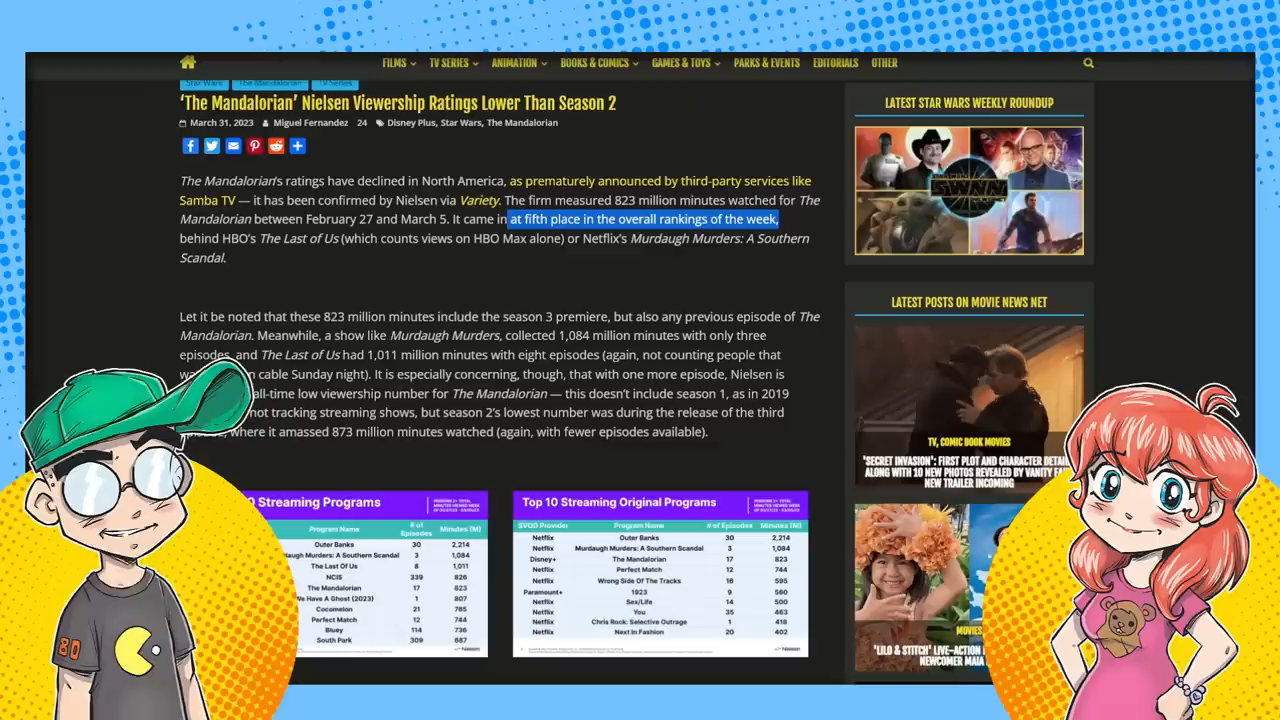 FILMS TV SERIES ANIMATION BOOKS & COMICS GAMES & TOYS PARKS & EVENTS EDITORIALS OTHER
Star Wars The Mandalorian TV Series
'The Mandalorian' Nielsen Viewership Ratings Lower Than Season 2
March 31, 2023 Miguel Fernandez 24 Disney Plus, Star Wars, The Mandalorian
The Mandalorian's ratings have declined in North America, as prematurely announced by third-party services like
Samba TV — it has been confirmed by Nielsen via Variety. The firm measured 823 million minutes watched for The
Mandalorian between February 27 and March 5. It came in at fifth place in the overall rankings of the week,
behind HBO's The Last of Us (which counts views on HBO Max alone) or Netflix's Murdaugh Murders: A Southern
Scandal.
Let it be noted that these 823 million minutes include the season 3 premiere, but also any previous episode of The
Mandalorian. Meanwhile, a show like Murdaugh Murders, collected 1,084 million minutes with only three
episodes, and The Last of Us had 1,011 million minutes with eight episodes (again, not counting people that
cable Sunday night). It is especially concerning, though, that with one more episode, Nielsen is
all-time low viewership number for The Mandalorian — this doesn't include season 1, as in 2019
not tracking streaming shows, but season 2's lowest number was during the release of the third
where it amassed 873 million minutes watched (again, with fewer episodes available).
Streaming Programs
Program Name # of Episodes Minutes (M)
Outer Banks 30 2,214
Murders: A Southern Scandal 3 1,084
The Last Of Us 8 1,011
NCIS 339 826
The Mandalorian 17 823
We Have A Ghost (2023) 1 807
Cocomelon 21 765
Perfect Match 12 744
Bluey 114 736
South Park 309 687
Nielsen
Top 10 Streaming Original Programs
SVOD Provider Program Name # of Episodes Minutes (M)
Netflix Outer Banks 30 2,214
Netflix Murdaugh Murders: A Southern Scandal 3 1,084
Disney+ The Mandalorian 17 823
Netflix Perfect Match 12 744
Netflix Wrong Side Of The Tracks 16 595
Paramount+ 1923 9 560
Netflix Sex/Life 14 500
Netflix You 35 463
Netflix Chris Rock: Selective Outrage 1 418
Netflix Next In Fashion 20 402
Nielsen
LATEST STAR WARS WEEKLY ROUNDUP
SWNN
LATEST POSTS ON MOVIE NEWS NET
TV, COMIC BOOK MOVIES
'SECRET INVASION': FIRST PLOT AND CHARACTER
ALONG WITH 10 NEW PHOTOS REVEALED BY VANITY
NEW TRAILER INCOMING
MOVIES
'LILO & STITCH' LIVE-ACTION
NEWCOMER MAIA
80